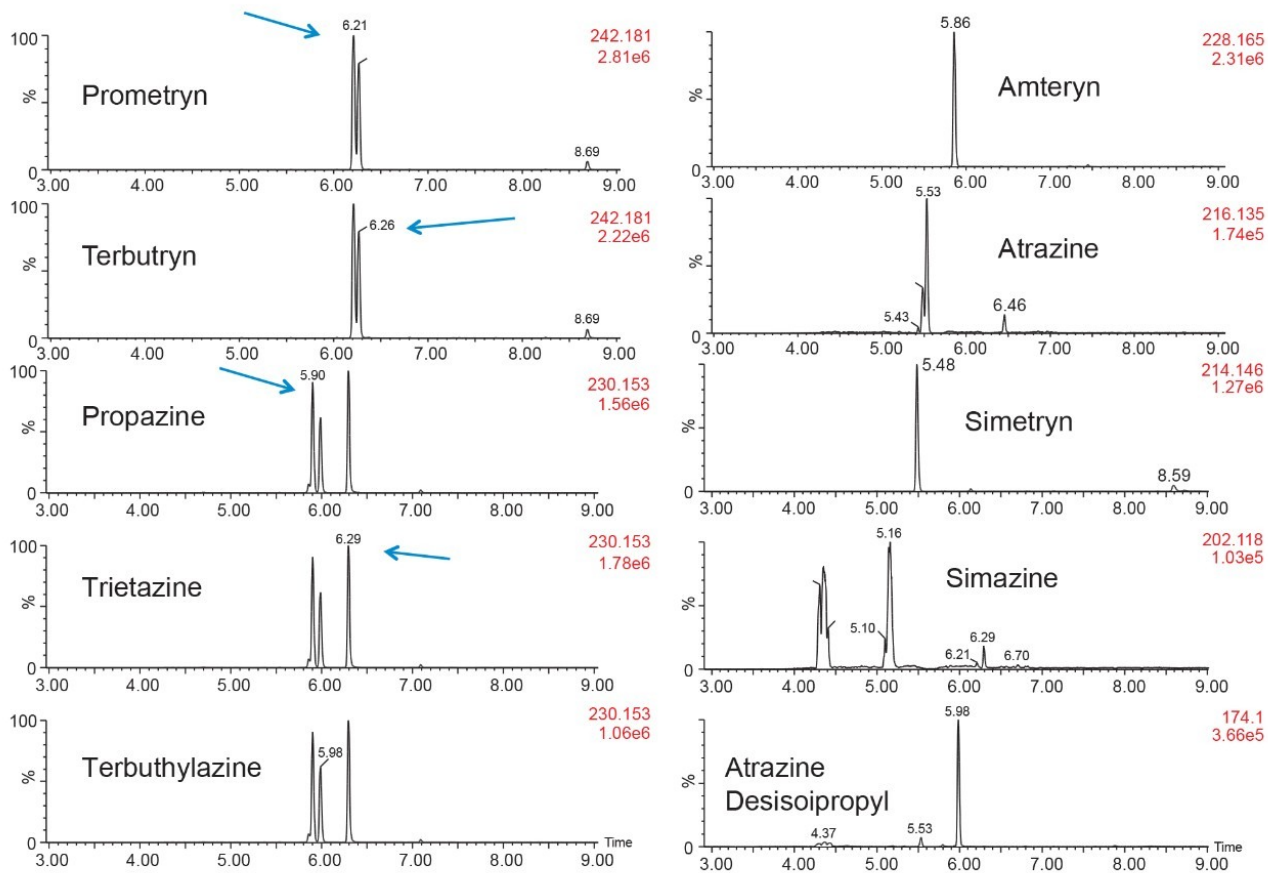 6.21
242.181
2.81e6
100
%
0
Prometryn
8.69
3.00 4.00 5.00 6.00 7.00 8.00 9.00
242.181
2.22e6
100
%
0
Terbutryn
6.26
8.69
3.00 4.00 5.00 6.00 7.00 8.00 9.00
230.153
1.56e6
100
%
0
Propazine
5.90
3.00 4.00 5.00 6.00 7.00 8.00 9.00
230.153
1.78e6
100
%
0
Trietazine
6.29
3.00 4.00 5.00 6.00 7.00 8.00 9.00
230.153
1.06e6
100
%
0
Terbuthylazine
5.98
Time
3.00 4.00 5.00 6.00 7.00 8.00 9.00
5.86
228.165
2.31e6
%
0
Amteryn
3.00 4.00 5.00 6.00 7.00 8.00 9.00
5.53
216.135
1.74e5
%
0
Atrazine
5.43
6.46
3.00 4.00 5.00 6.00 7.00 8.00 9.00
5.48
214.146
1.27e6
%
0
Simetryn
8.59
3.00 4.00 5.00 6.00 7.00 8.00 9.00
5.16
202.118
1.03e5
%
0
Simazine
5.10
6.21
6.29
6.70
3.00 4.00 5.00 6.00 7.00 8.00 9.00
5.98
174.1
3.66e5
%
0
Atrazine
Desisoipropyl
4.37
5.53
Time
3.00 4.00 5.00 6.00 7.00 8.00 9.00